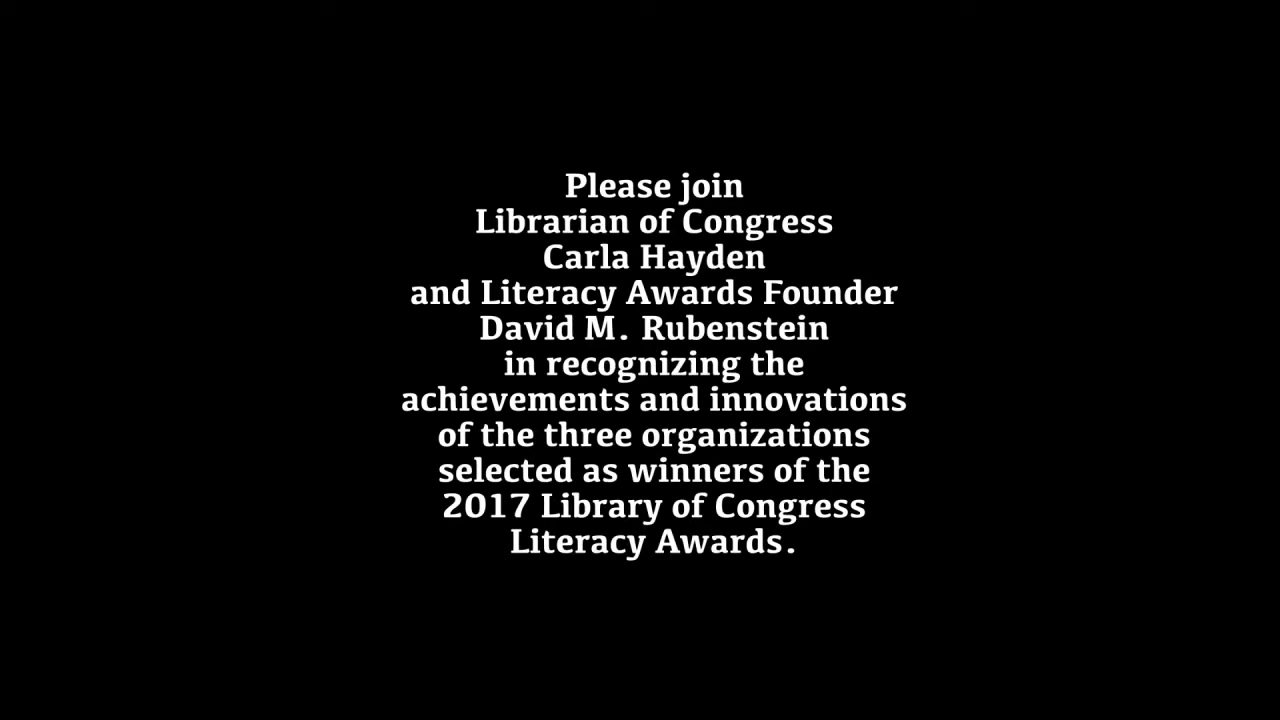 Please join
Librarian of Congress
Carla Hayden
and Literacy Awards Founder
David M. Rubenstein
in recognizing the
achievements and innovations
of the three organizations
selected as winners of the
2017 Library of Congress
Literacy Awards.